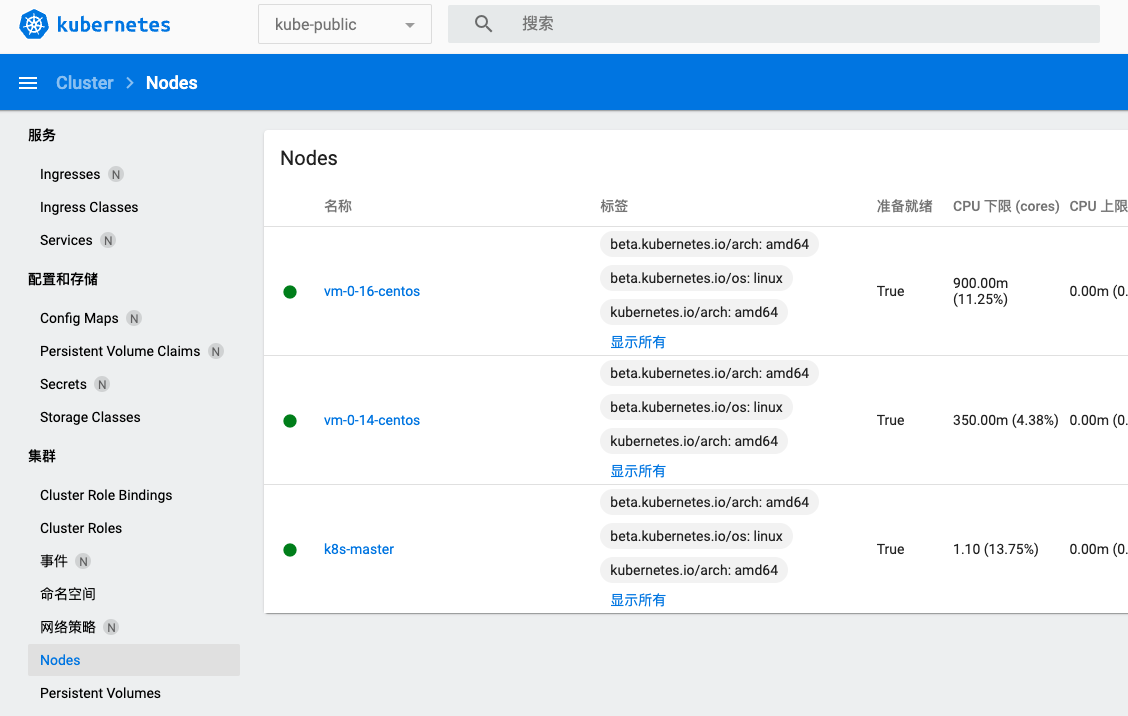 kubernetes
kube-public
搜索
Cluster > Nodes
服务
Ingresses N
Ingress Classes
Services N
配置和存储
Config Maps N
Persistent Volume Claims N
Secrets N
Storage Classes
集群
Cluster Role Bindings
Cluster Roles
事件 N
命名空间
网络策略 N
Nodes
Persistent Volumes
Nodes
名称 标签 准备就绪 CPU 下限 (cores) CPU 上限
beta.kubernetes.io/arch: amd64
beta.kubernetes.io/os: linux
kubernetes.io/arch: amd64
显示所有
vm-0-16-centos True 900.00m (11.25%) 0.00m (0.
beta.kubernetes.io/arch: amd64
beta.kubernetes.io/os: linux
kubernetes.io/arch: amd64
显示所有
vm-0-14-centos True 350.00m (4.38%) 0.00m (0.
beta.kubernetes.io/arch: amd64
beta.kubernetes.io/os: linux
kubernetes.io/arch: amd64
显示所有
k8s-master True 1.10 (13.75%) 0.00m (0.